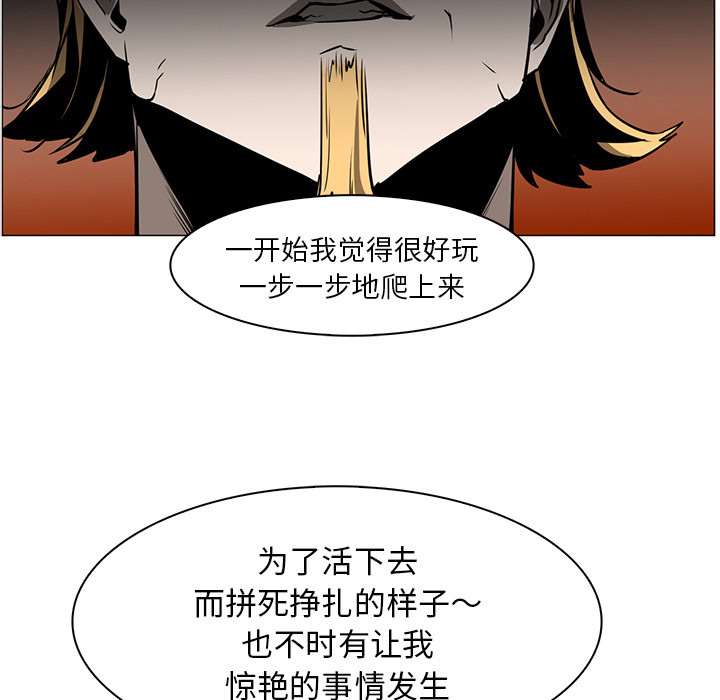 一开始我觉得很好玩
一步一步地爬上来
为了活下去
而拼死挣扎的样子～
也不时有让我
惊艳的事情发生